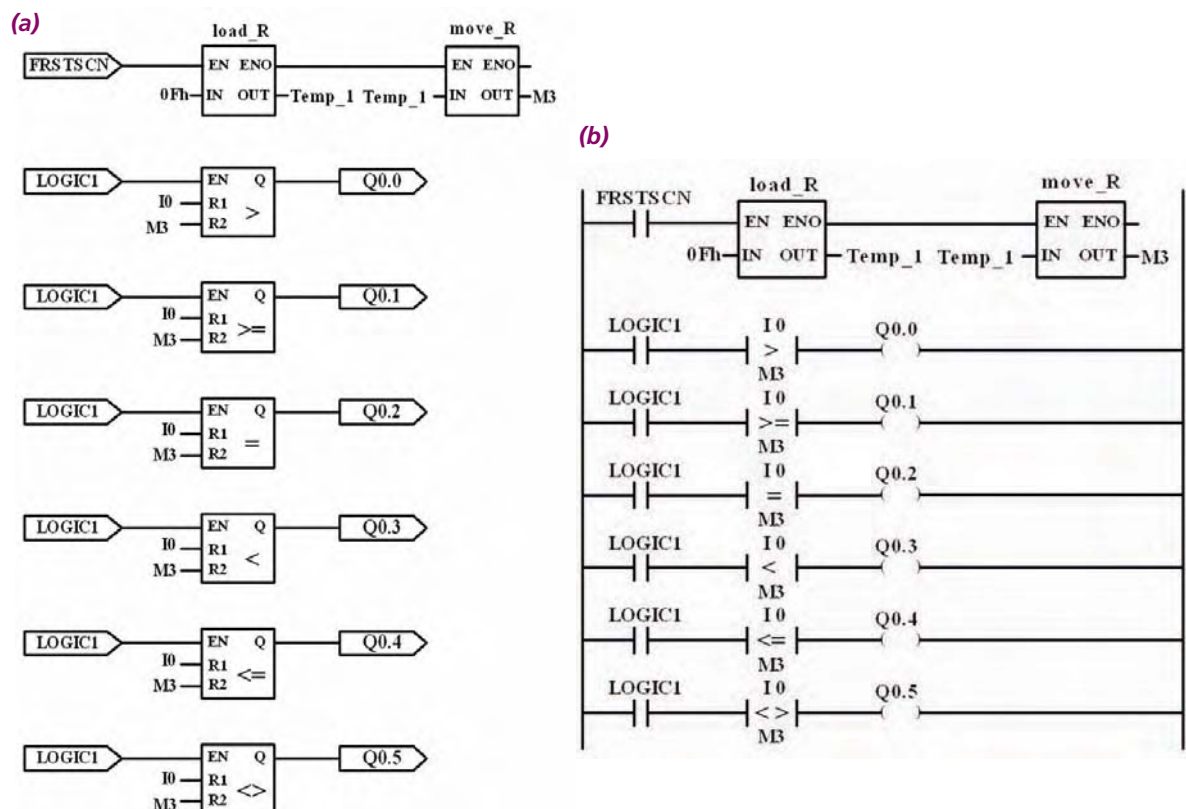 (a)
load_R move_R
FRSTSCN EN ENO EN ENO
0Fh IN OUT Temp_1 Temp_1 IN OUT M3
LOGIC1 EN Q Q0.0
I0 R1
M3 R2 >
LOGIC1 EN Q Q0.1
I0 R1
M3 R2 >=
LOGIC1 EN Q Q0.2
I0 R1
M3 R2 =
LOGIC1 EN Q Q0.3
I0 R1
M3 R2 <
LOGIC1 EN Q Q0.4
I0 R1
M3 R2 <=
LOGIC1 EN Q Q0.5
I0 R1
M3 R2 <>
(b)
load_R move_R
FRSTSCN
EN ENO EN ENO
0Fh IN OUT Temp_1 Temp_1 IN OUT M3
LOGIC1 I0 Q0.0
>
M3
LOGIC1 I0 Q0.1
>=
M3
LOGIC1 I0 Q0.2
=
M3
LOGIC1 I0 Q0.3
<
M3
LOGIC1 I0 Q0.4
<=
M3
LOGIC1 I0 Q0.5
<>
M3